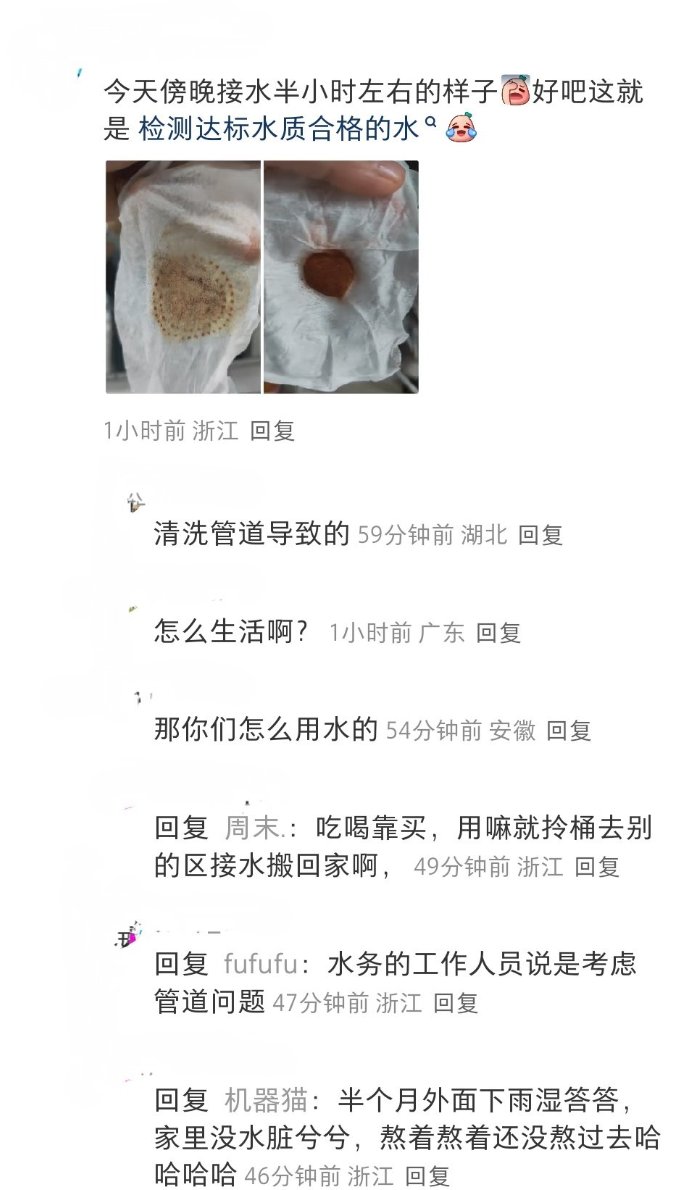 今天傍晚接水半小时左右的样子好吧这就
是 检测达标水质合格的水
1小时前 浙江 回复
清洗管道导致的 59分钟前 湖北 回复
怎么生活啊？ 1小时前 广东 回复
那你们怎么用水的 54分钟前 安徽 回复
回复 周末.：吃喝靠买，用嘛就拎桶去别
的区接水搬回家啊， 49分钟前 浙江 回复
回复 fufufu：水务的工作人员说是考虑
管道问题 47分钟前 浙江 回复
回复 机器猫：半个月外面下雨湿答答，
家里没水脏兮兮，熬着熬着还没熬过去哈
哈哈哈哈 46分钟前 浙江 回复